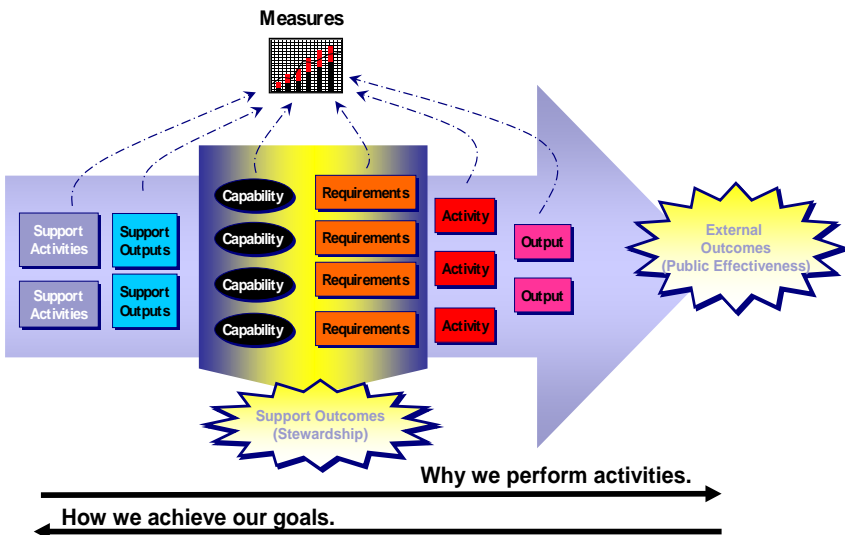 Measures
Support
Activities
Support
Activities
Support
Outputs
Support
Outputs
Capability
Capability
Capability
Capability
Requirements
Requirements
Requirements
Requirements
Activity
Activity
Activity
Output
Output
External
Outcomes
(Public Effectiveness)
Support Outcomes
(Stewardship)
Why we perform activities.
How we achieve our goals.